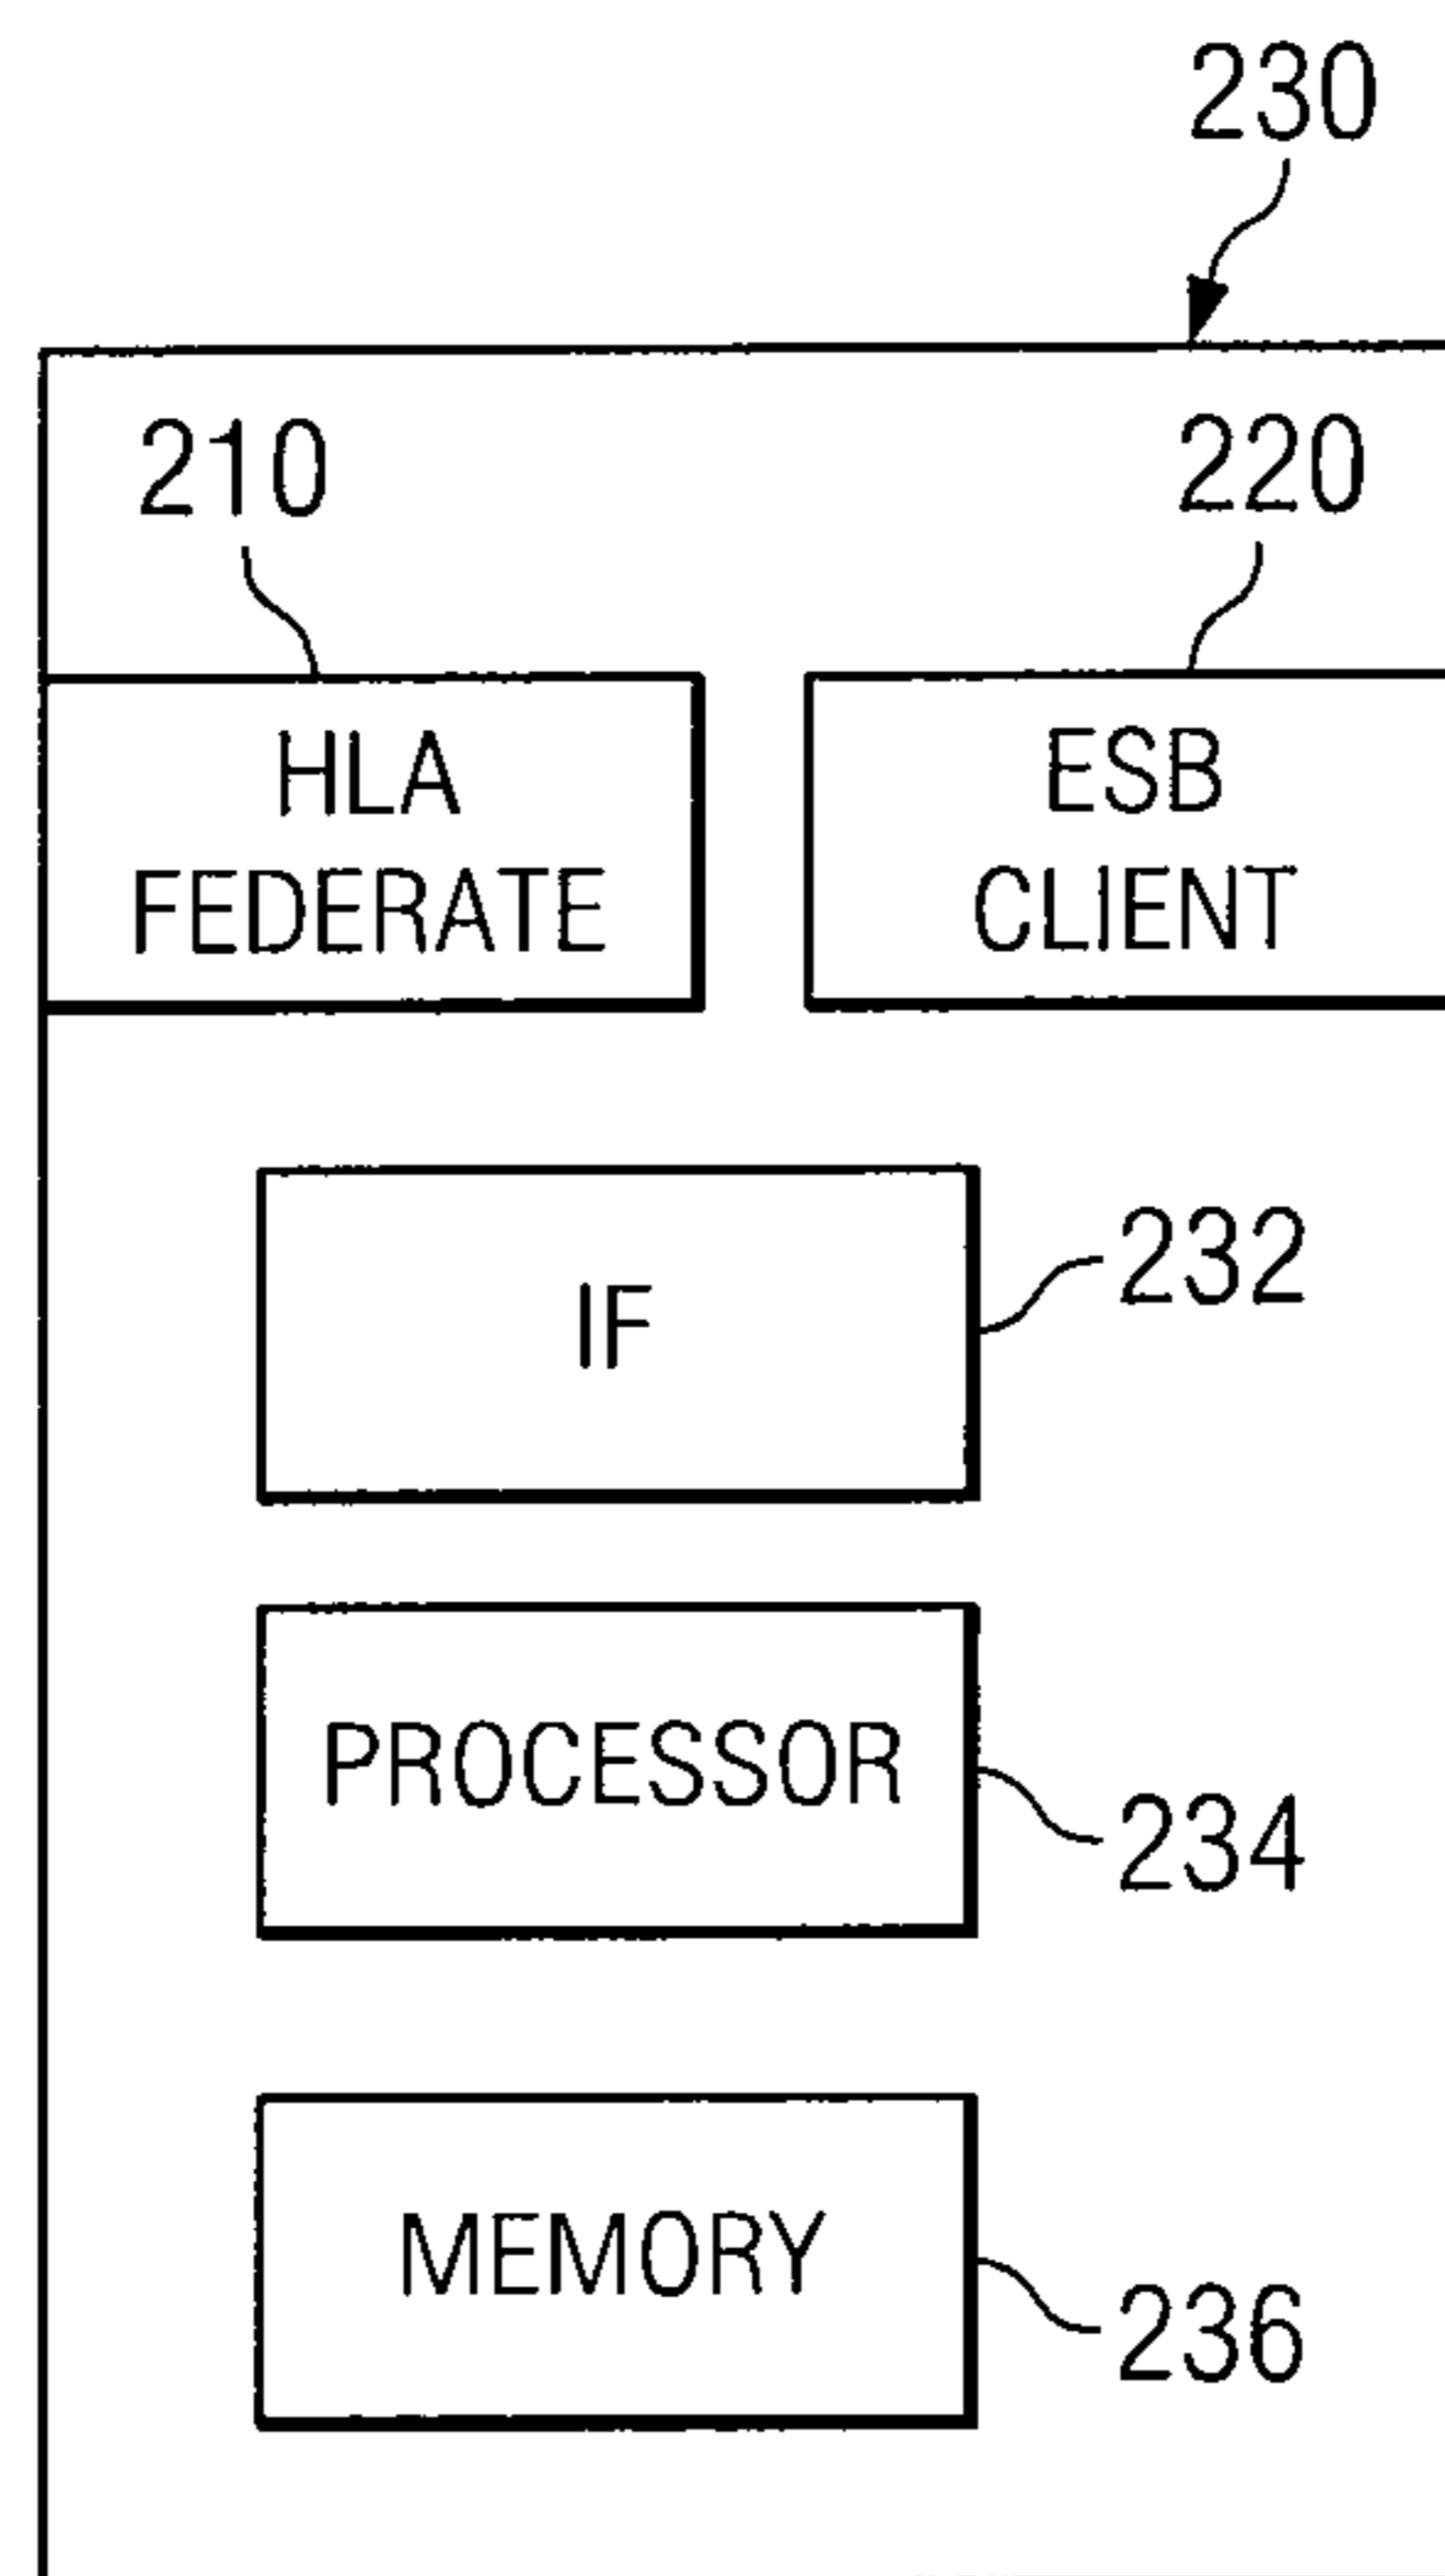 230
210
220
HLA
FEDERATE
ESB
CLIENT
IF
232
PROCESSOR
234
MEMORY
236